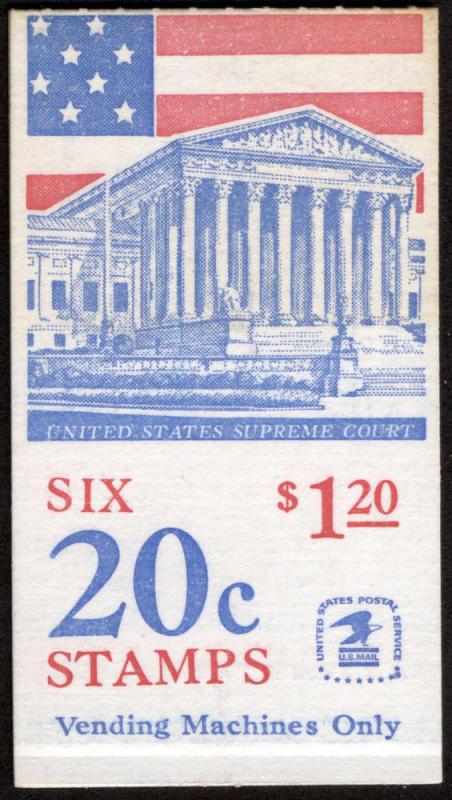 UNITED STATES SUPREME COURT
SIX $1.20
20c
STAMPS
UNITED STATES POSTAL SERVICE
U.S.MAIL
Vending Machines Only